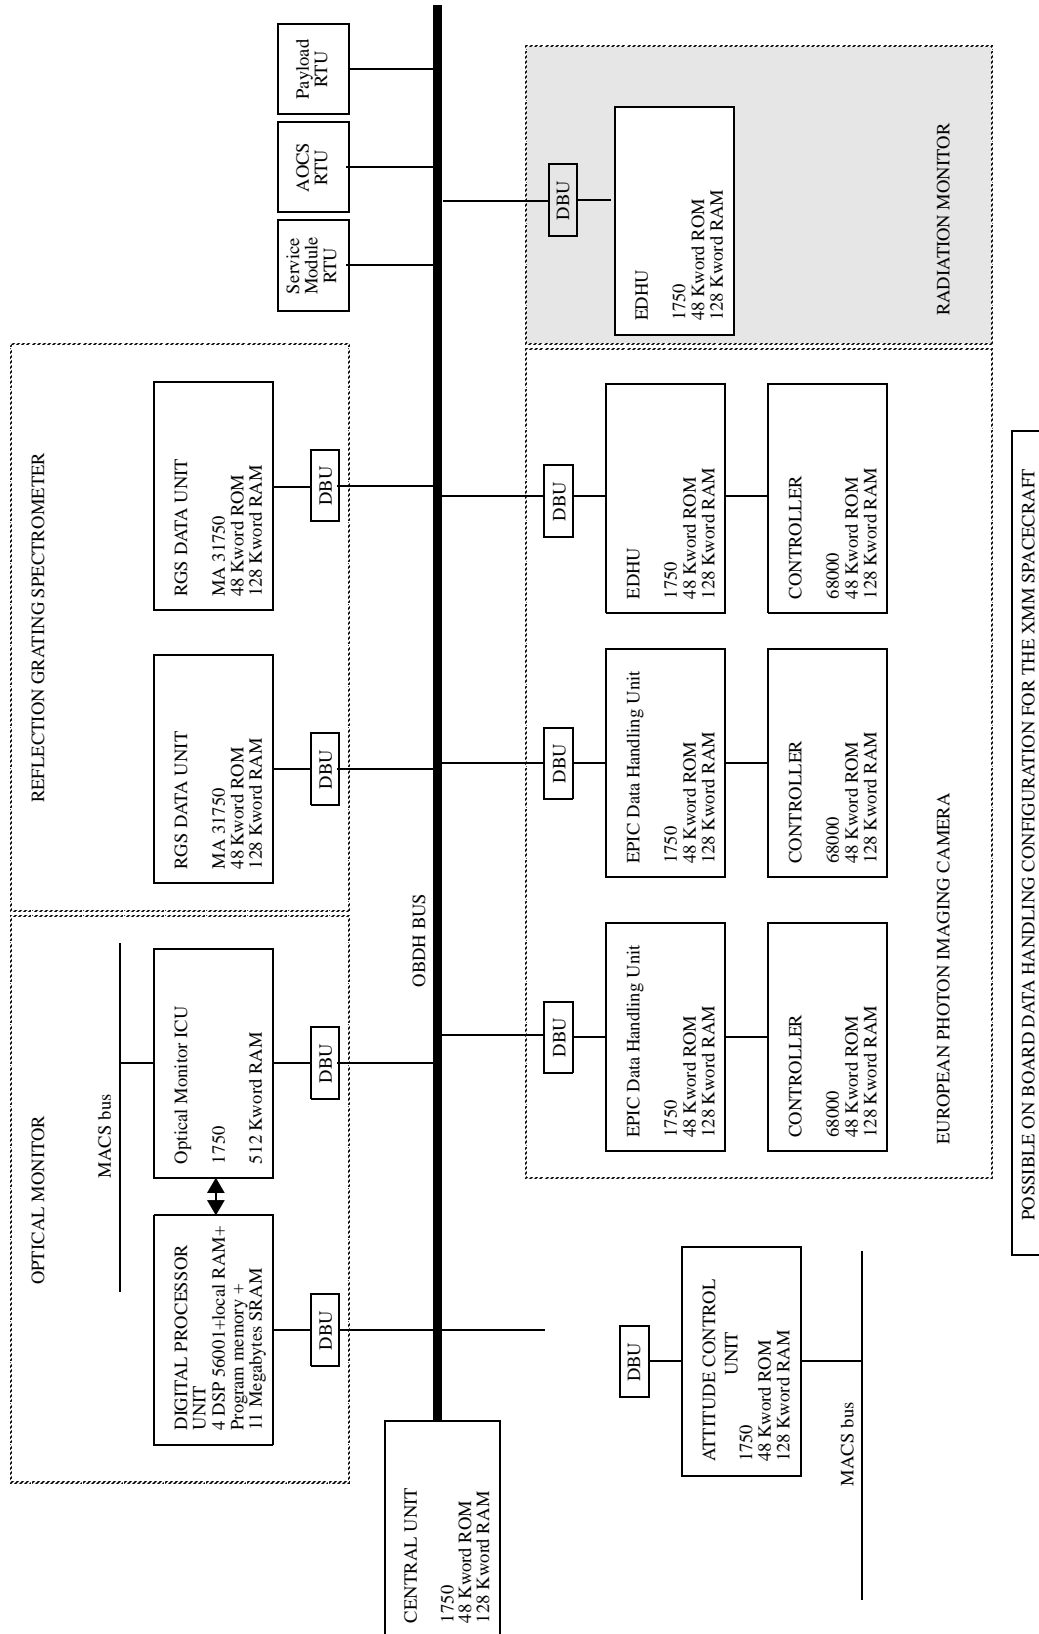 OPTICAL MONITOR
MACS bus
DIGITAL PROCESSOR
UNIT
4 DSP 56001+local RAM+
Program memory +
11 Megabytes SRAM
DBU
Optical Monitor ICU
1750
512 Kword RAM
DBU
REFLECTION GRATING SPECTROMETER
RGS DATA UNIT
MA 31750
48 Kword ROM
128 Kword RAM
DBU
RGS DATA UNIT
MA 31750
48 Kword ROM
128 Kword RAM
DBU
Service
Module
RTU
AOCS
RTU
Payload
RTU
CENTRAL UNIT
1750
48 Kword ROM
128 Kword RAM
OBDH BUS
DBU
ATTITUDE CONTROL
UNIT
1750
48 Kword ROM
128 Kword RAM
MACS bus
DBU
EPIC Data Handling Unit
1750
48 Kword ROM
128 Kword RAM
CONTROLLER
68000
48 Kword ROM
128 Kword RAM
DBU
EPIC Data Handling Unit
1750
48 Kword ROM
128 Kword RAM
CONTROLLER
68000
48 Kword ROM
128 Kword RAM
DBU
EDHU
1750
48 Kword ROM
128 Kword RAM
CONTROLLER
68000
48 Kword ROM
128 Kword RAM
EUROPEAN PHOTON IMAGING CAMERA
DBU
EDHU
1750
48 Kword ROM
128 Kword RAM
RADIATION MONITOR
POSSIBLE ON BOARD DATA HANDLING CONFIGURATION FOR THE XMM SPACECRAFT